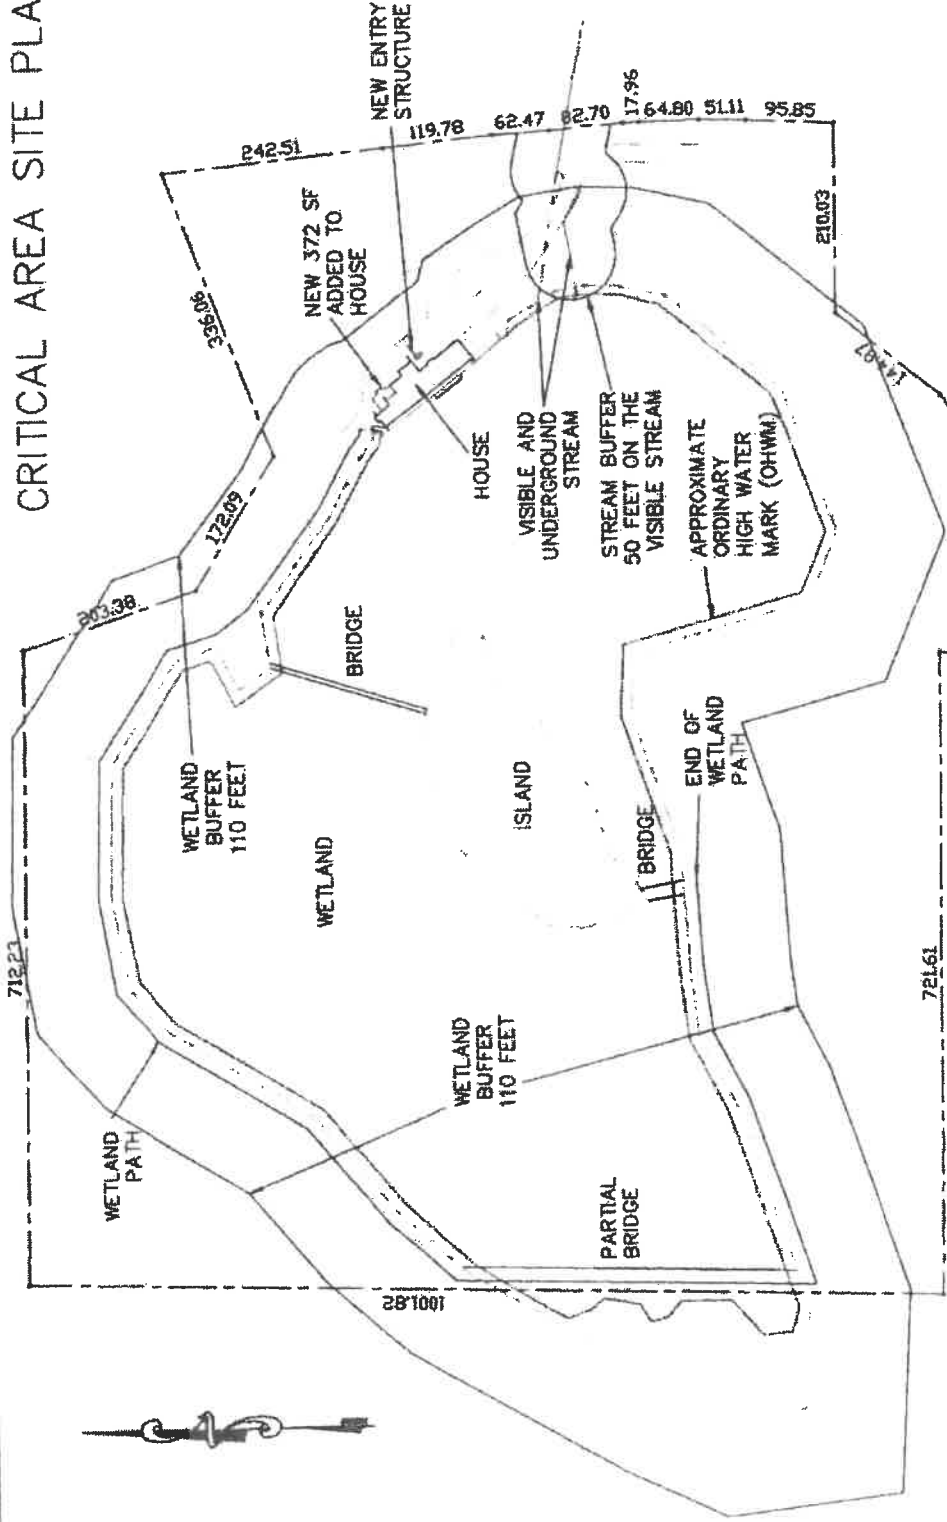 CRITICAL AREA SITE PLA
NEW ENTRY
STRUCTURE
242.51
119.78
62.47
82.70
17.96
64.80
51.11
95.85
210.03
NEW 372 SF
ADDED TO
HOUSE
336.06
172.09
203.38
712.23
HOUSE
VISIBLE AND
UNDERGROUND
STREAM
STREAM BUFFER
50 FEET ON THE
VISIBLE STREAM
APPROXIMATE
ORDINARY
HIGH WATER
MARK (OHWM)
BRIDGE
WETLAND
BUFFER
110 FEET
ISLAND
END OF
WETLAND
PATH
BRIDGE
WETLAND
WETLAND
BUFFER
110 FEET
WETLAND
PATH
PARTIAL
BRIDGE
1001.82
721.61